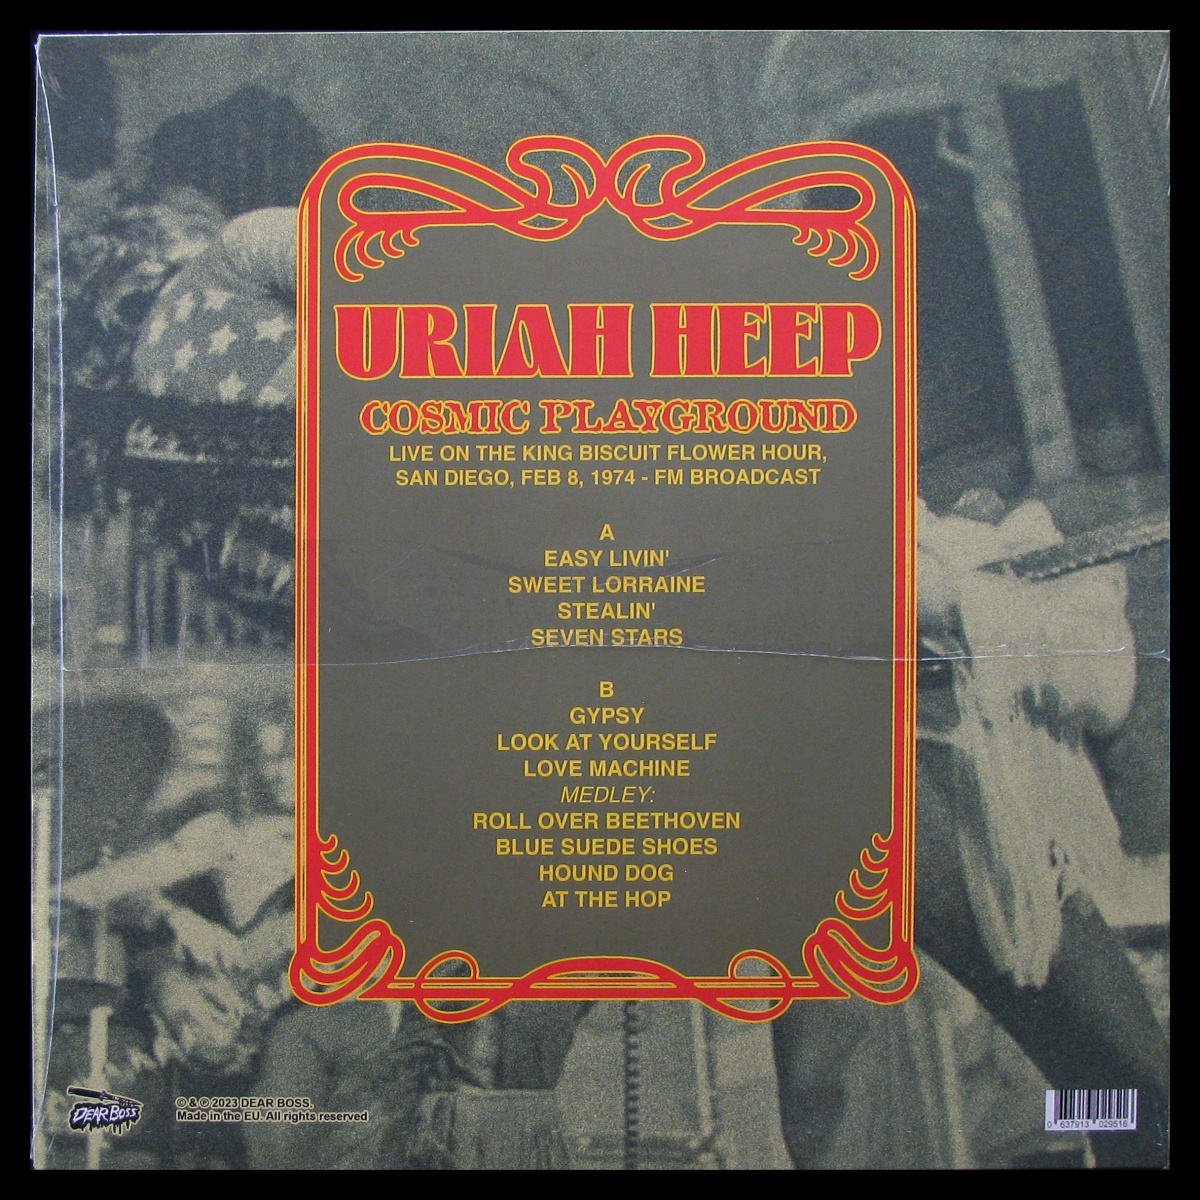 URIAH HEEP
COSMIC PLAYGROUND
LIVE ON THE KING BISCUIT FLOWER HOUR,
SAN DIEGO, FEB 8, 1974 - FM BROADCAST
A
EASY LIVIN'
SWEET LORRAINE
STEALIN'
SEVEN STARS
B
GYPSY
LOOK AT YOURSELF
LOVE MACHINE
MEDLEY:
ROLL OVER BEETHOVEN
BLUE SUEDE SHOES
HOUND DOG
AT THE HOP
DEAR BOSS
© & ℗ 2023 DEAR BOSS.
Made in the EU. All rights reserved
0 637913 029516